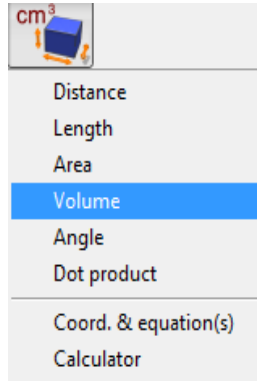 cm³
Distance
Length
Area
Volume
Angle
Dot product
Coord. & equation(s)
Calculator